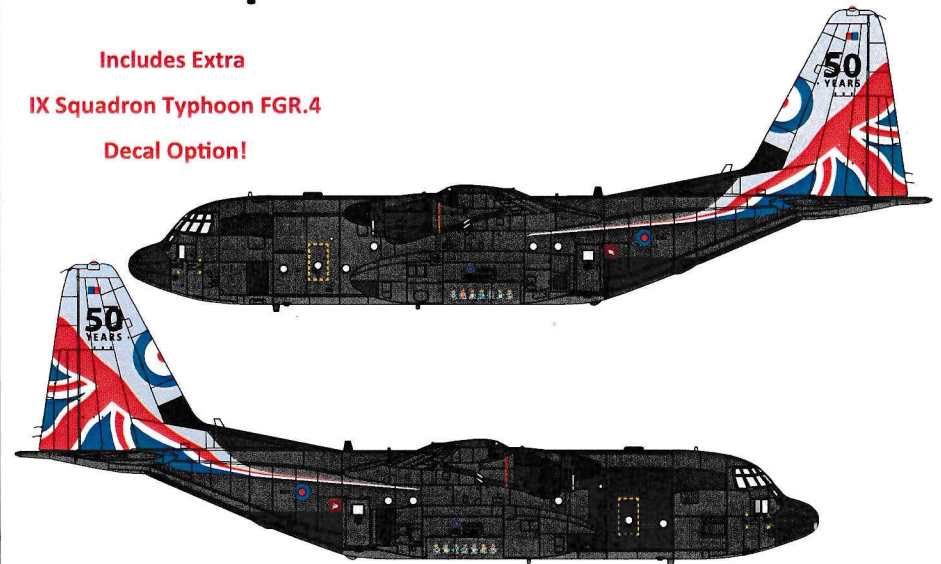 Includes Extra
IX Squadron Typhoon FGR.4
Decal Option!
50
YEARS
50
YEARS